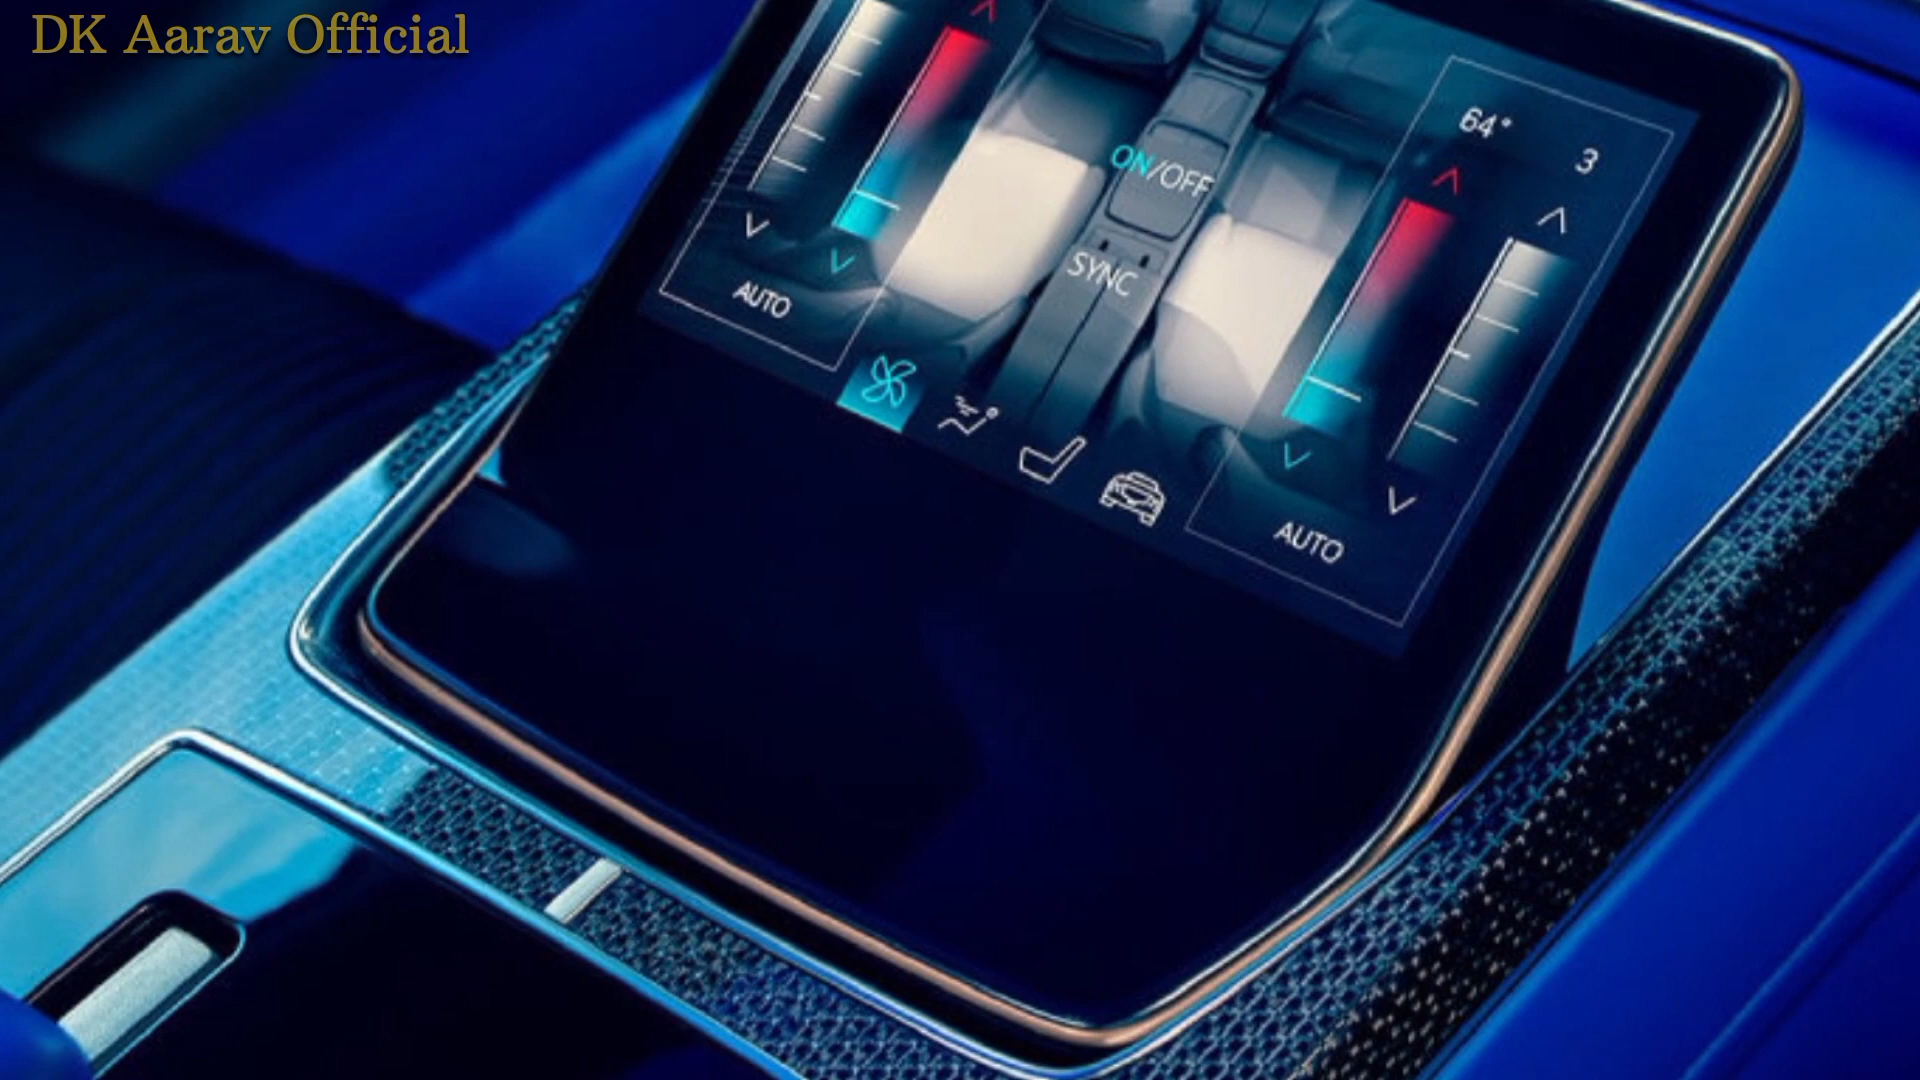 DK Aarav Official
64°
3
ON/OFF
SYNC
AUTO
AUTO